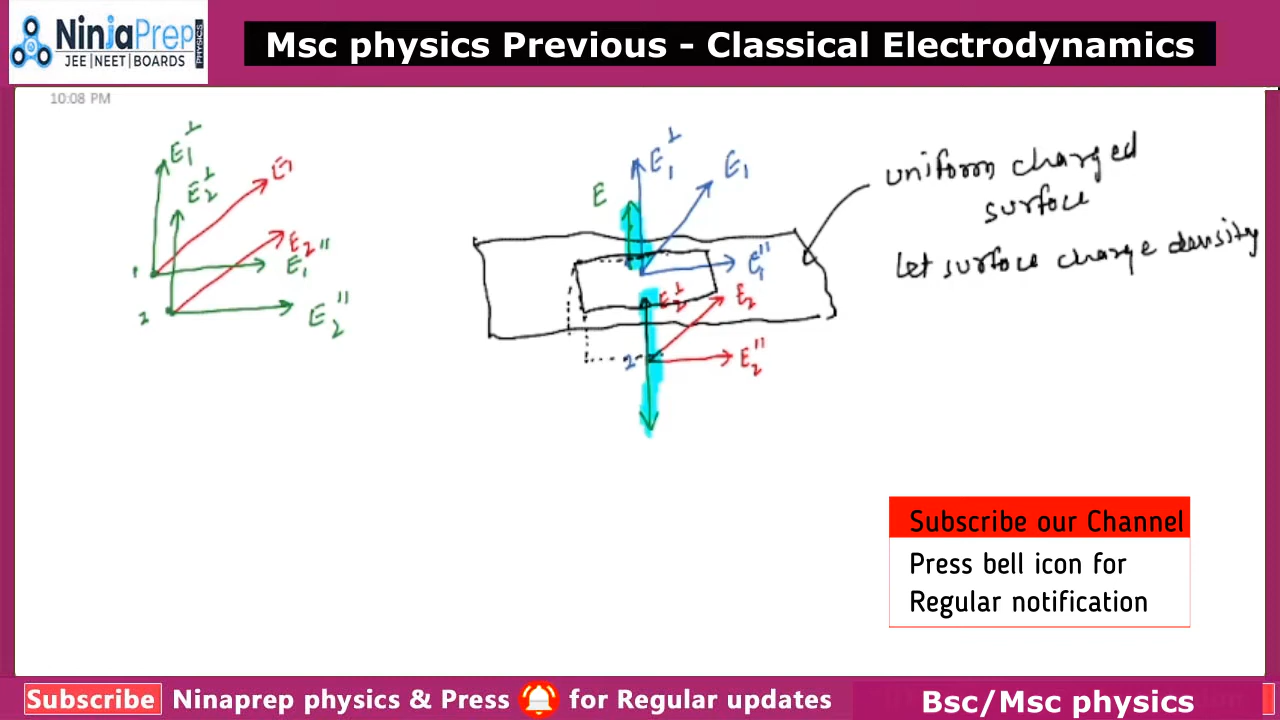 NinjaPrep
JEE|NEET|BOARDS
PHYSICS
Msc physics Previous - Classical Electrodynamics
10:08 PM
E1⊥
E2⊥
E1
E2
E1"
E2"
1
2
E
E1⊥
E1
E1"
E2⊥
E2
E2"
2
uniform charged
surface
let surface charge density
Subscribe our Channel
Press bell icon for
Regular notification
Subscribe Ninaprep physics & Press for Regular updates
Bsc/Msc physics